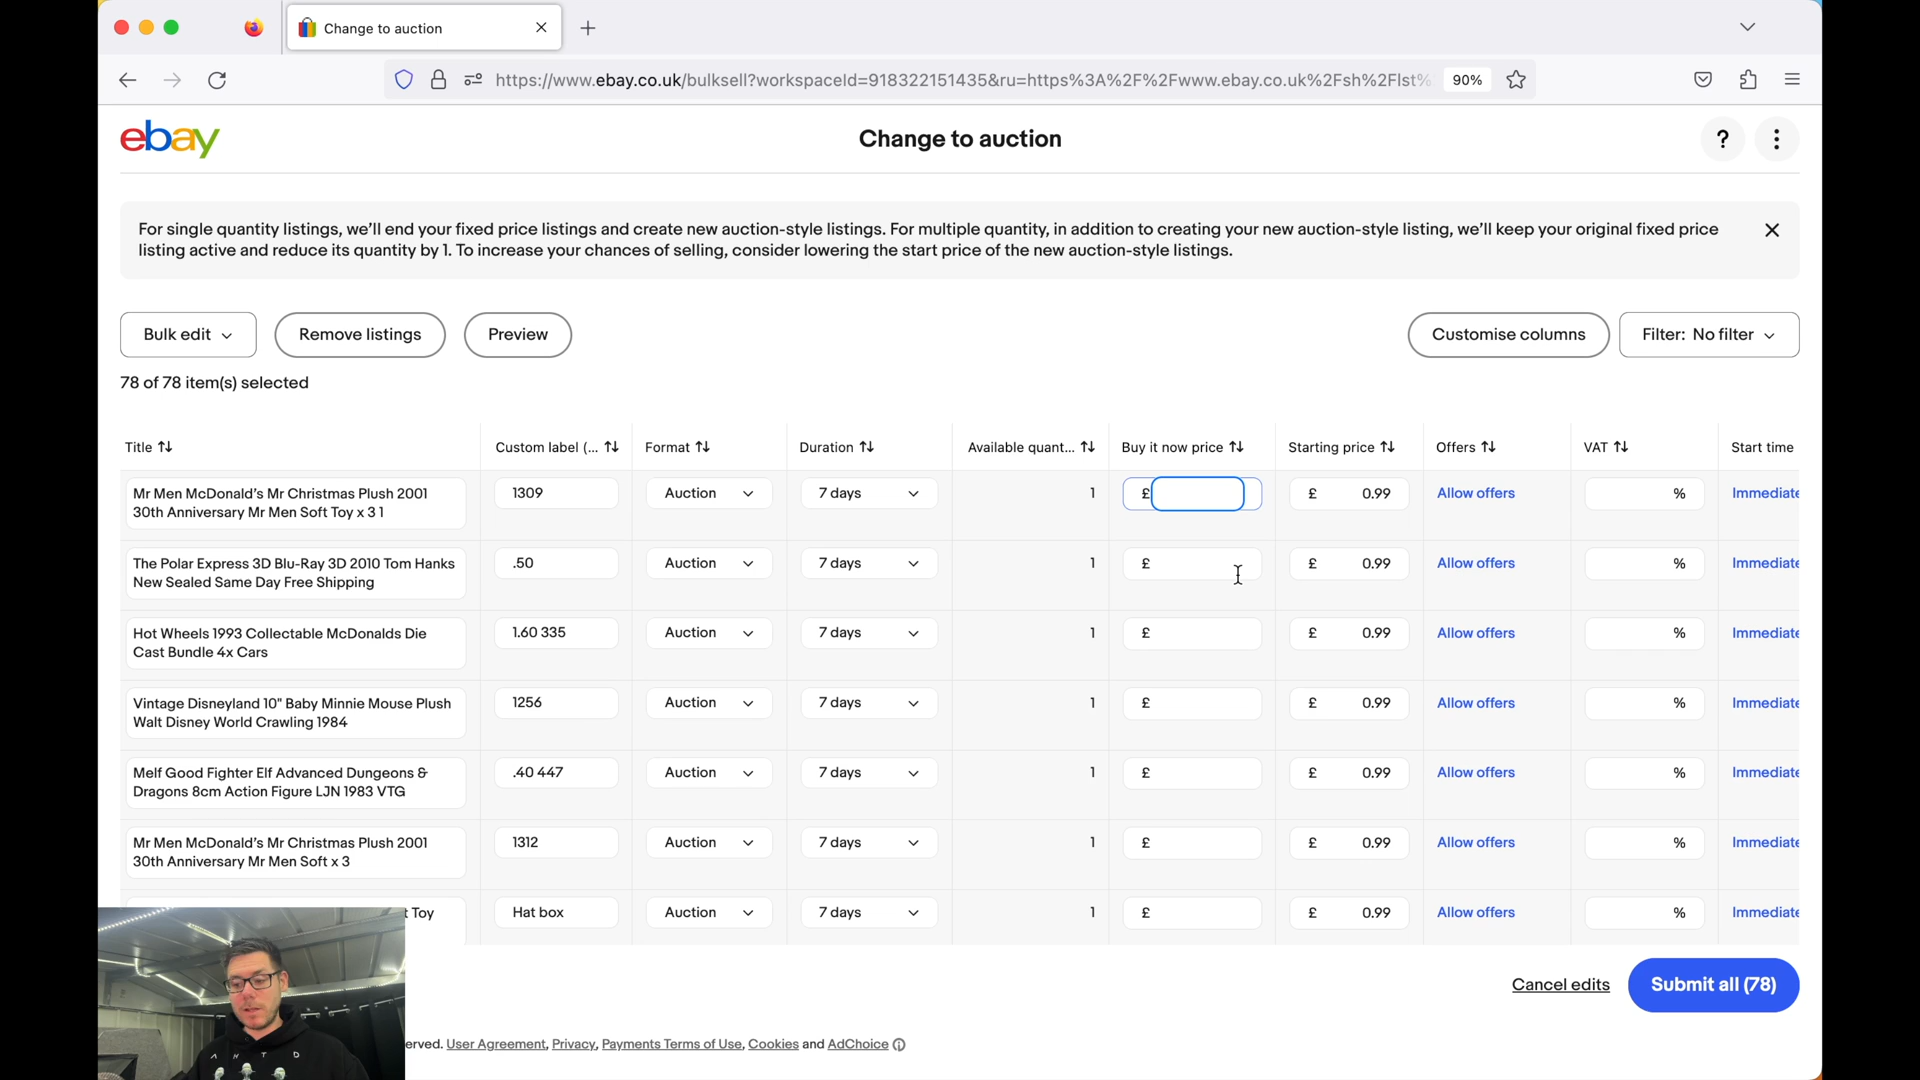 Change to auction
https://www.ebay.co.uk/bulksell?workspaceId=918322151435&ru=https%3A%2F%2Fwww.ebay.co.uk%2Fsh%2Flst%
90%
ebay
Change to auction
?
For single quantity listings, we'll end your fixed price listings and create new auction-style listings. For multiple quantity, in addition to creating your new auction-style listing, we'll keep your original fixed price
listing active and reduce its quantity by 1. To increase your chances of selling, consider lowering the start price of the new auction-style listings.
Bulk edit Remove listings Preview Customise columns Filter: No filter
78 of 78 item(s) selected
Title Custom label (... Format Duration Available quant... Buy it now price Starting price Offers VAT Start time
Mr Men McDonald's Mr Christmas Plush 2001
30th Anniversary Mr Men Soft Toy x 3 1
1309 Auction 7 days 1 £ £ 0.99 Allow offers % Immediate
The Polar Express 3D Blu-Ray 3D 2010 Tom Hanks
New Sealed Same Day Free Shipping
.50 Auction 7 days 1 £ £ 0.99 Allow offers % Immediate
Hot Wheels 1993 Collectable McDonalds Die
Cast Bundle 4x Cars
1.60 335 Auction 7 days 1 £ £ 0.99 Allow offers % Immediate
Vintage Disneyland 10" Baby Minnie Mouse Plush
Walt Disney World Crawling 1984
1256 Auction 7 days 1 £ £ 0.99 Allow offers % Immediate
Melf Good Fighter Elf Advanced Dungeons &
Dragons 8cm Action Figure LJN 1983 VTG
.40 447 Auction 7 days 1 £ £ 0.99 Allow offers % Immediate
Mr Men McDonald's Mr Christmas Plush 2001
30th Anniversary Mr Men Soft x 3
1312 Auction 7 days 1 £ £ 0.99 Allow offers % Immediate
t Toy Hat box Auction 7 days 1 £ £ 0.99 Allow offers % Immediate
Cancel edits Submit all (78)
erved. User Agreement, Privacy, Payments Terms of Use, Cookies and AdChoice
A H T D